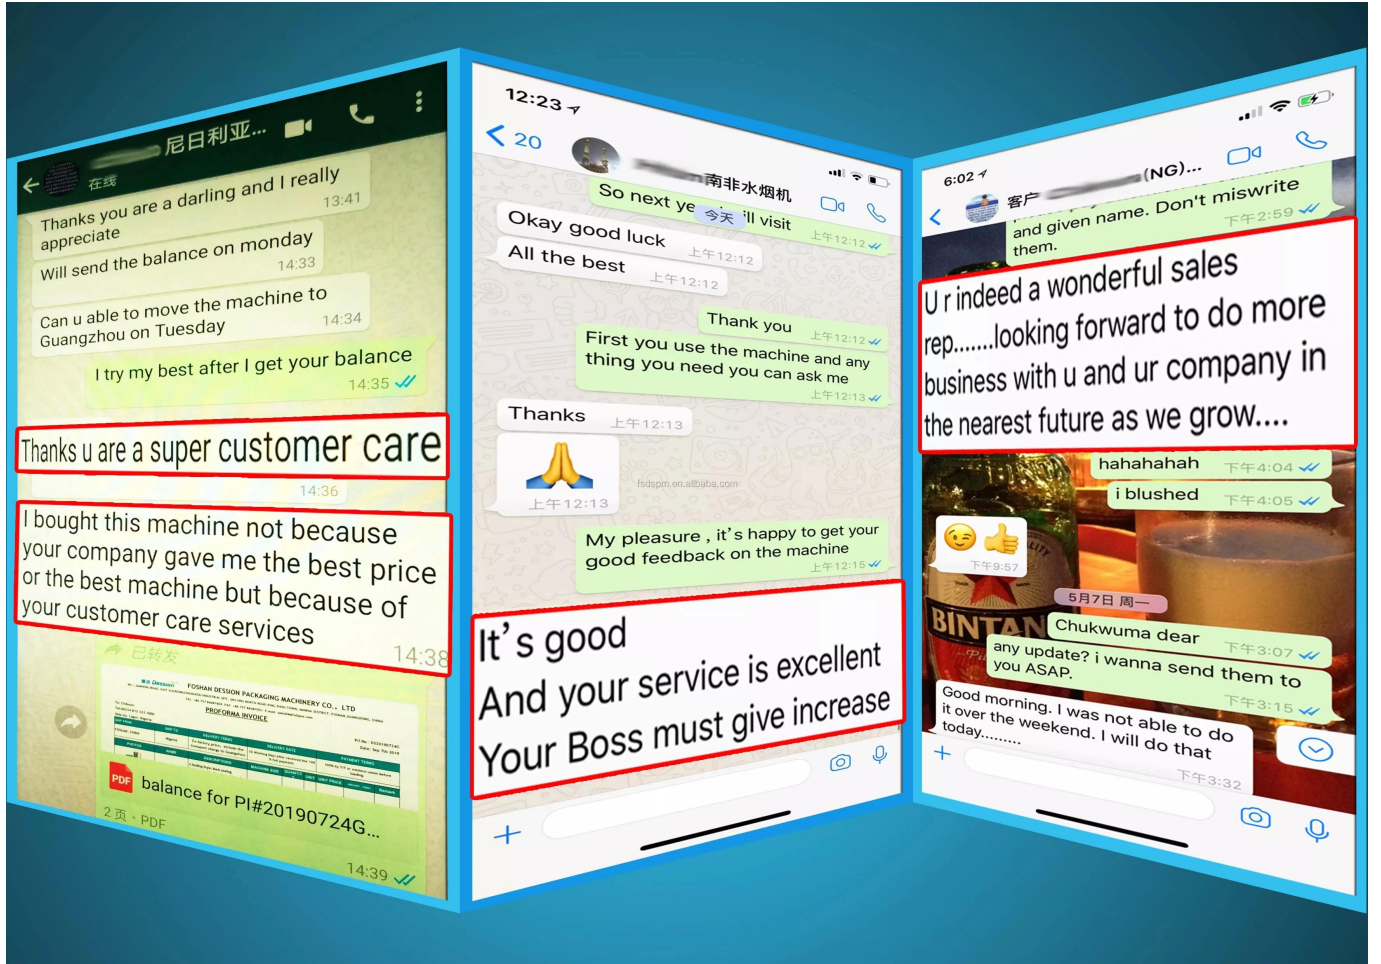 尼日利亚...
在线
Thanks you are a darling and I really
appreciate
13:41
Will send the balance on monday
14:33
Can u able to move the machine to
Guangzhou on Tuesday
14:34
I try my best after I get your balance
14:35
Thanks u are a super customer care
14:36
I bought this machine not because
your company gave me the best price
or the best machine but because of
your customer care services
14:38
已转发
Dession
FOSHAN DESSION PACKAGING MACHINERY CO., LTD
PROFORMA INVOICE
PDF
balance for PI#20190724G...
2 页 · PDF
14:39
12:23
20
南非水烟机
So next ye
ill visit
上午12:12
今天
Okay good luck
上午12:12
All the best
上午12:12
Thank you
上午12:12
First you use the machine and any
thing you need you can ask me
上午12:13
Thanks
上午12:13
🙏
上午12:13
fsdspm.en.alibaba.com
My pleasure , it's happy to get your
good feedback on the machine
上午12:15
It's good
And your service is excellent
Your Boss must give increase
6:02
客户
(NG)...
and given name. Don't miswrite
them.
下午2:59
U r indeed a wonderful sales
rep.......looking forward to do more
business with u and ur company in
the nearest future as we grow....
hahahahah
下午4:04
i blushed
下午4:05
😉👍
下午9:57
BINTAN
5月7日 周一
Chukwuma dear
下午3:07
any update? i wanna send them to
you ASAP.
下午3:15
Good morning. I was not able to do
it over the weekend. I will do that
today.........
下午3:32